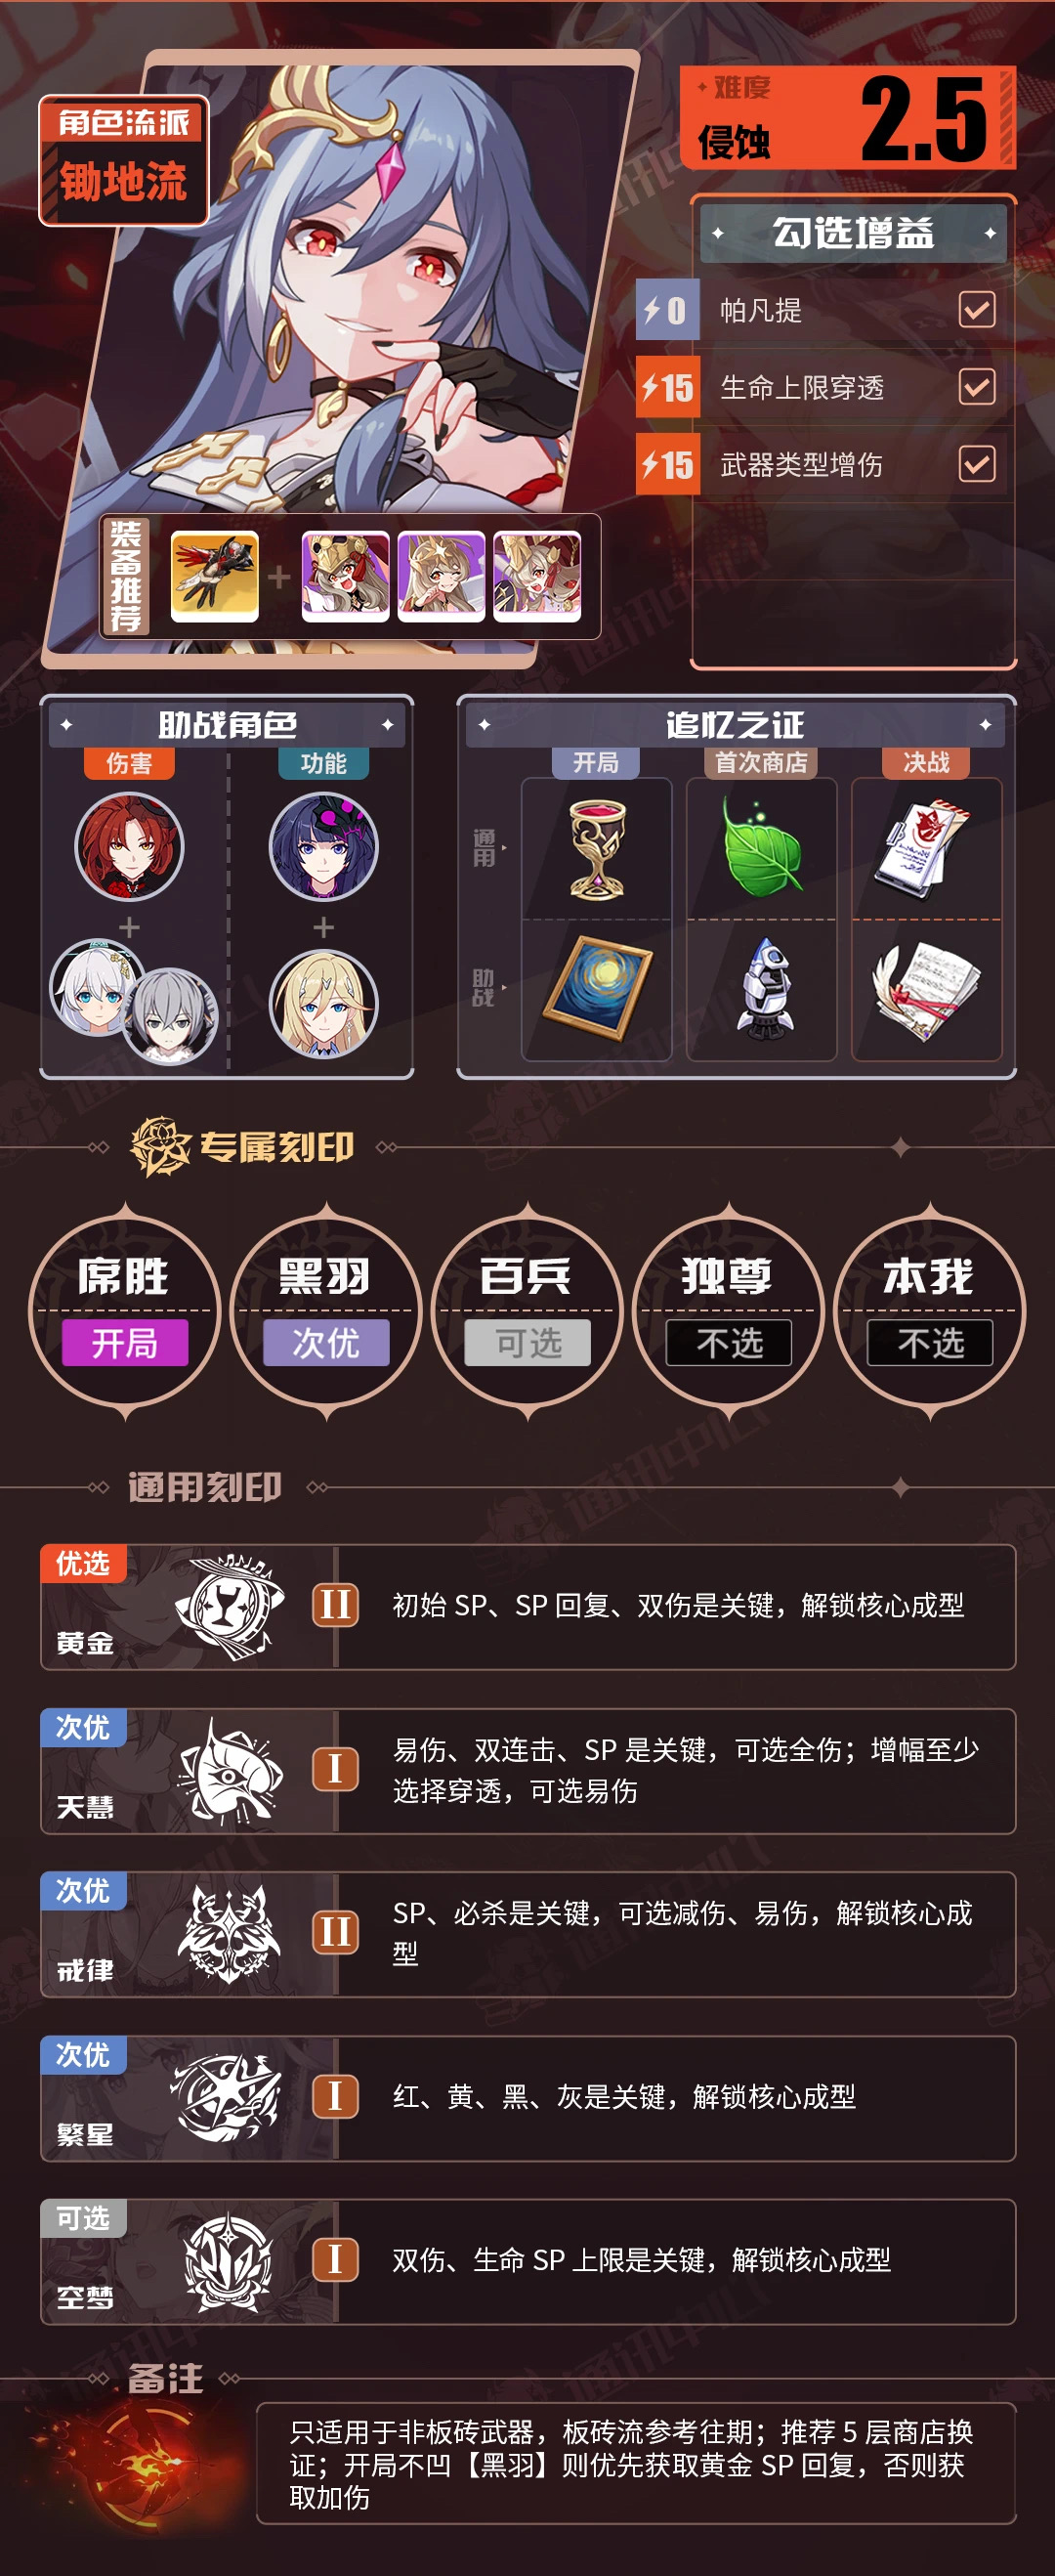 角色流派
锄地流
难度
侵蚀
2.5
勾选增益
0 帕凡提
15 生命上限穿透
15 武器类型增伤
装备推荐
助战角色
伤害
功能
追忆之证
开局
首次商店
决战
通用
助战
专属刻印
席胜
开局
黑羽
次优
百兵
可选
独尊
不选
本我
不选
通用刻印
优选
黄金
II
初始 SP、SP 回复、双伤是关键，解锁核心成型
次优
天慧
I
易伤、双连击、SP 是关键，可选全伤；增幅至少
选择穿透，可选易伤
次优
戒律
II
SP、必杀是关键，可选减伤、易伤，解锁核心成
型
次优
繁星
I
红、黄、黑、灰是关键，解锁核心成型
可选
空梦
I
双伤、生命 SP 上限是关键，解锁核心成型
备注
只适用于非板砖武器，板砖流参考往期；推荐 5 层商店换
证；开局不凹【黑羽】则优先获取黄金 SP 回复，否则获
取加伤
通讯中心